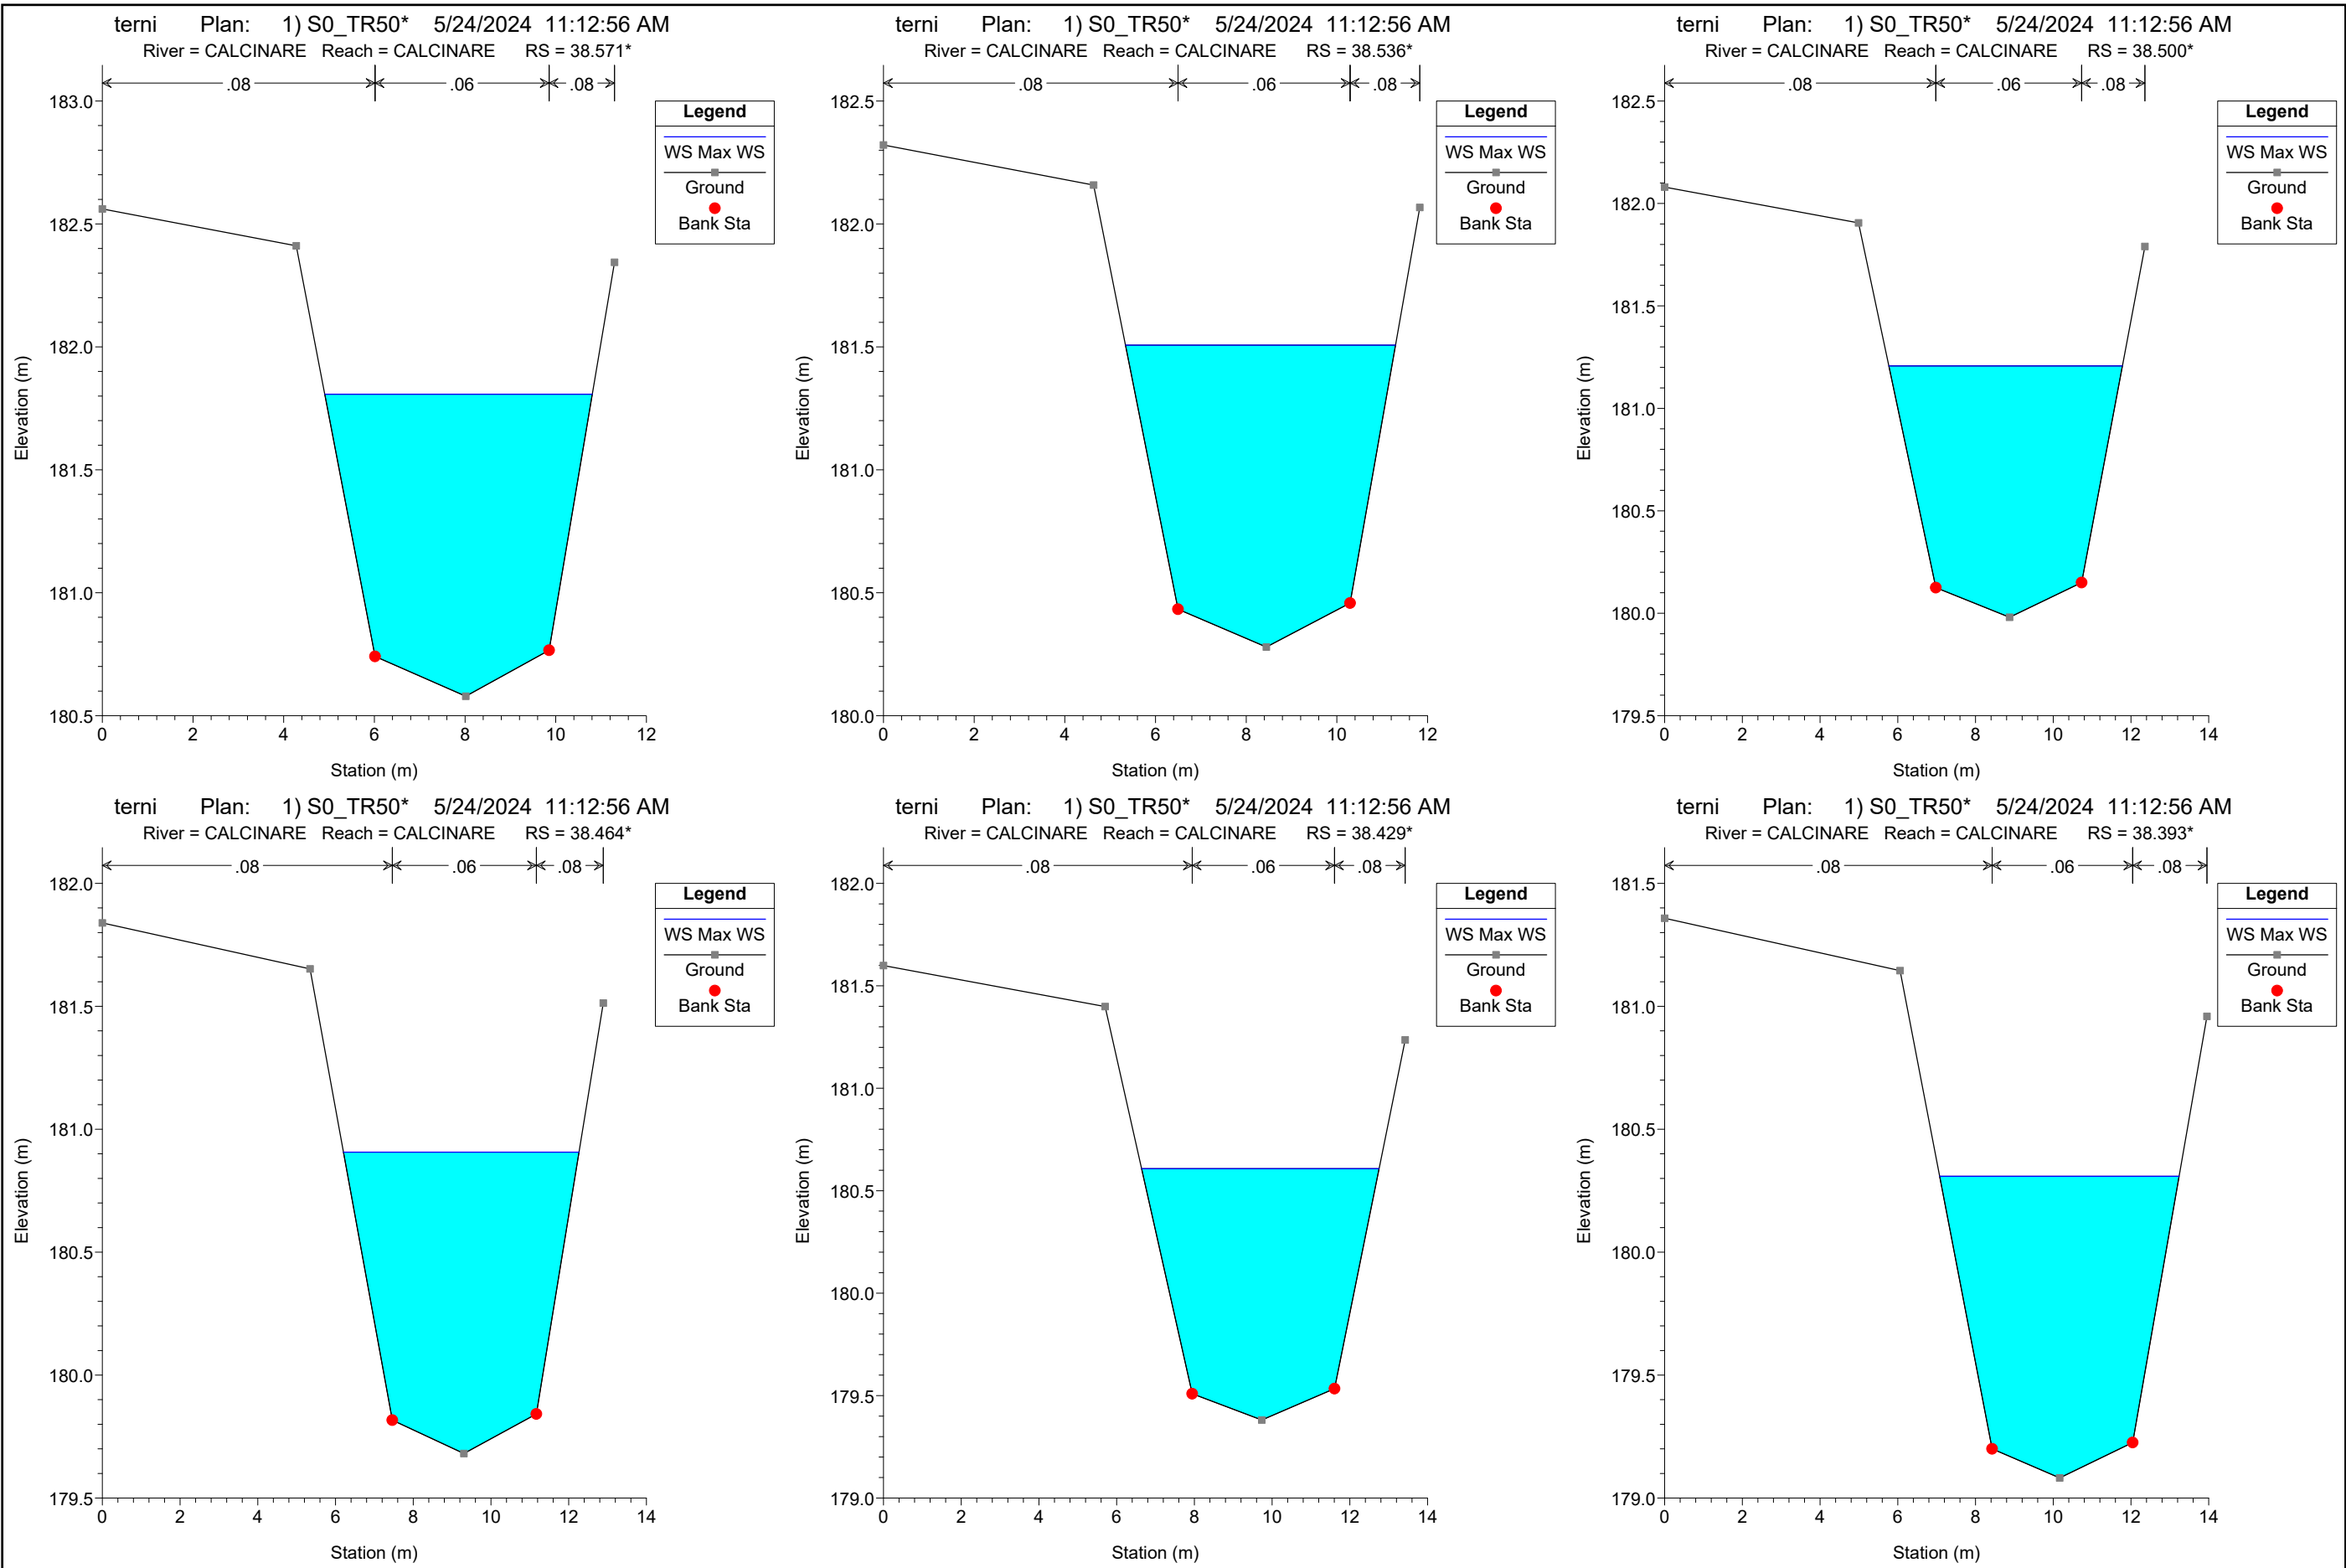 terni Plan: 1) S0_TR50* 5/24/2024 11:12:56 AM
River = CALCINARE Reach = CALCINARE RS = 38.571*
.08 .06 .08
183.0
182.5
182.0
181.5
181.0
180.5
Elevation (m)
0 2 4 6 8 10 12
Station (m)
Legend
WS Max WS
Ground
Bank Sta
terni Plan: 1) S0_TR50* 5/24/2024 11:12:56 AM
River = CALCINARE Reach = CALCINARE RS = 38.536*
.08 .06 .08
182.5
182.0
181.5
181.0
180.5
180.0
Elevation (m)
0 2 4 6 8 10 12
Station (m)
Legend
WS Max WS
Ground
Bank Sta
terni Plan: 1) S0_TR50* 5/24/2024 11:12:56 AM
River = CALCINARE Reach = CALCINARE RS = 38.500*
.08 .06 .08
182.5
182.0
181.5
181.0
180.5
180.0
179.5
Elevation (m)
0 2 4 6 8 10 12 14
Station (m)
Legend
WS Max WS
Ground
Bank Sta
terni Plan: 1) S0_TR50* 5/24/2024 11:12:56 AM
River = CALCINARE Reach = CALCINARE RS = 38.464*
.08 .06 .08
182.0
181.5
181.0
180.5
180.0
179.5
Elevation (m)
0 2 4 6 8 10 12 14
Station (m)
Legend
WS Max WS
Ground
Bank Sta
terni Plan: 1) S0_TR50* 5/24/2024 11:12:56 AM
River = CALCINARE Reach = CALCINARE RS = 38.429*
.08 .06 .08
182.0
181.5
181.0
180.5
180.0
179.5
179.0
Elevation (m)
0 2 4 6 8 10 12 14
Station (m)
Legend
WS Max WS
Ground
Bank Sta
terni Plan: 1) S0_TR50* 5/24/2024 11:12:56 AM
River = CALCINARE Reach = CALCINARE RS = 38.393*
.08 .06 .08
181.5
181.0
180.5
180.0
179.5
179.0
Elevation (m)
0 2 4 6 8 10 12 14
Station (m)
Legend
WS Max WS
Ground
Bank Sta